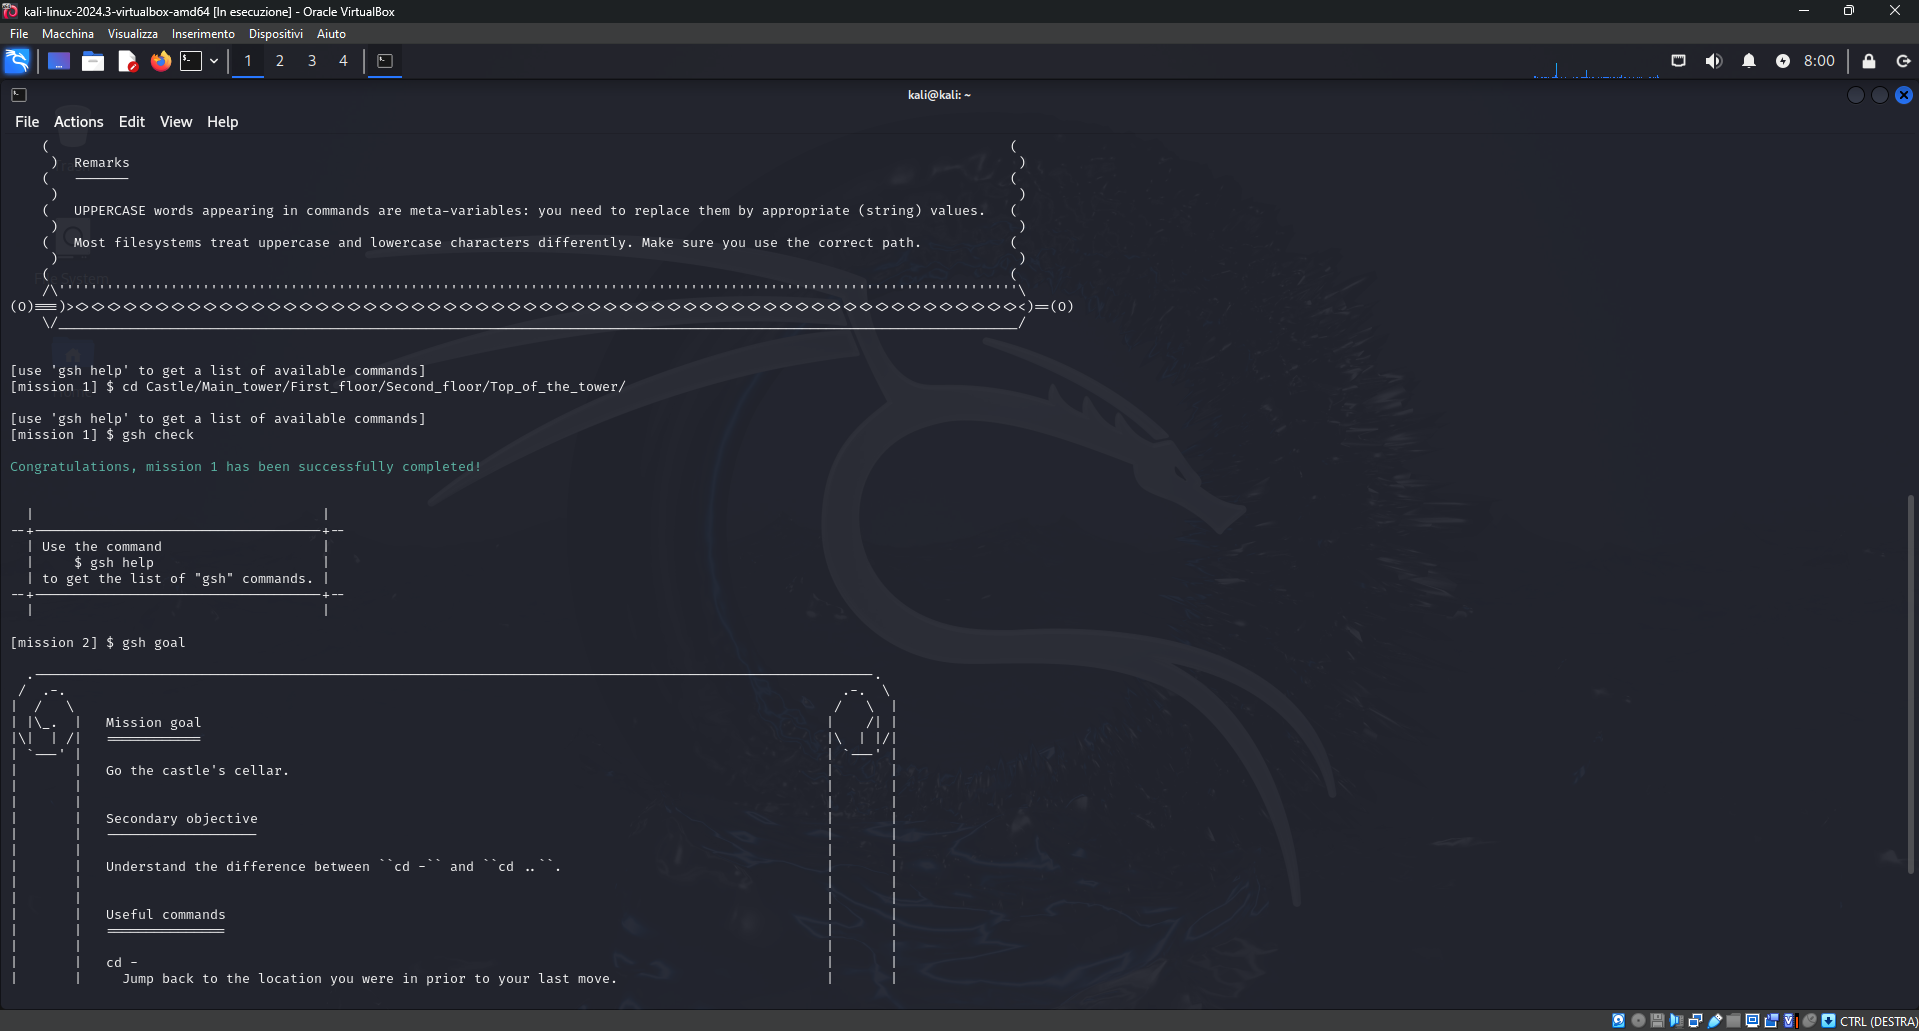 kali-linux-2024.3-virtualbox-amd64 [In esecuzione] - Oracle VirtualBox
File Macchina Visualizza Inserimento Dispositivi Aiuto
1 2 3 4 8:00
kali@kali: ~
File Actions Edit View Help
Remarks
UPPERCASE words appearing in commands are meta-variables: you need to replace them by appropriate (string) values.
Most filesystems treat uppercase and lowercase characters differently. Make sure you use the correct path.
[use 'gsh help' to get a list of available commands]
[mission 1] $ cd Castle/Main_tower/First_floor/Second_floor/Top_of_the_tower/
[use 'gsh help' to get a list of available commands]
[mission 1] $ gsh check
Congratulations, mission 1 has been successfully completed!
Use the command
$ gsh help
to get the list of "gsh" commands.
[mission 2] $ gsh goal
Mission goal
Go the castle's cellar.
Secondary objective
Understand the difference between ``cd -`` and ``cd ..``.
Useful commands
cd -
Jump back to the location you were in prior to your last move.
CTRL (DESTRA)